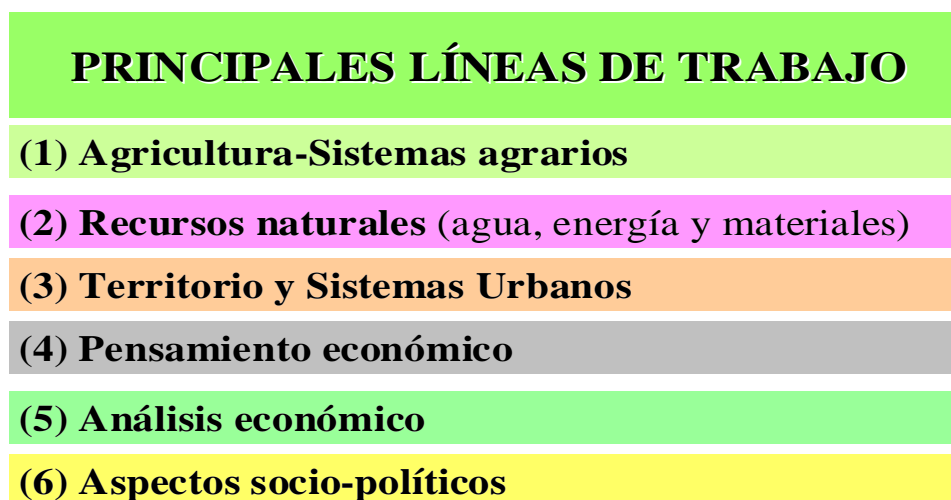 PRINCIPALES LÍNEAS DE TRABAJO
(1) Agricultura-Sistemas agrarios
(2) Recursos naturales (agua, energía y materiales)
(3) Territorio y Sistemas Urbanos
(4) Pensamiento económico
(5) Análisis económico
(6) Aspectos socio-políticos